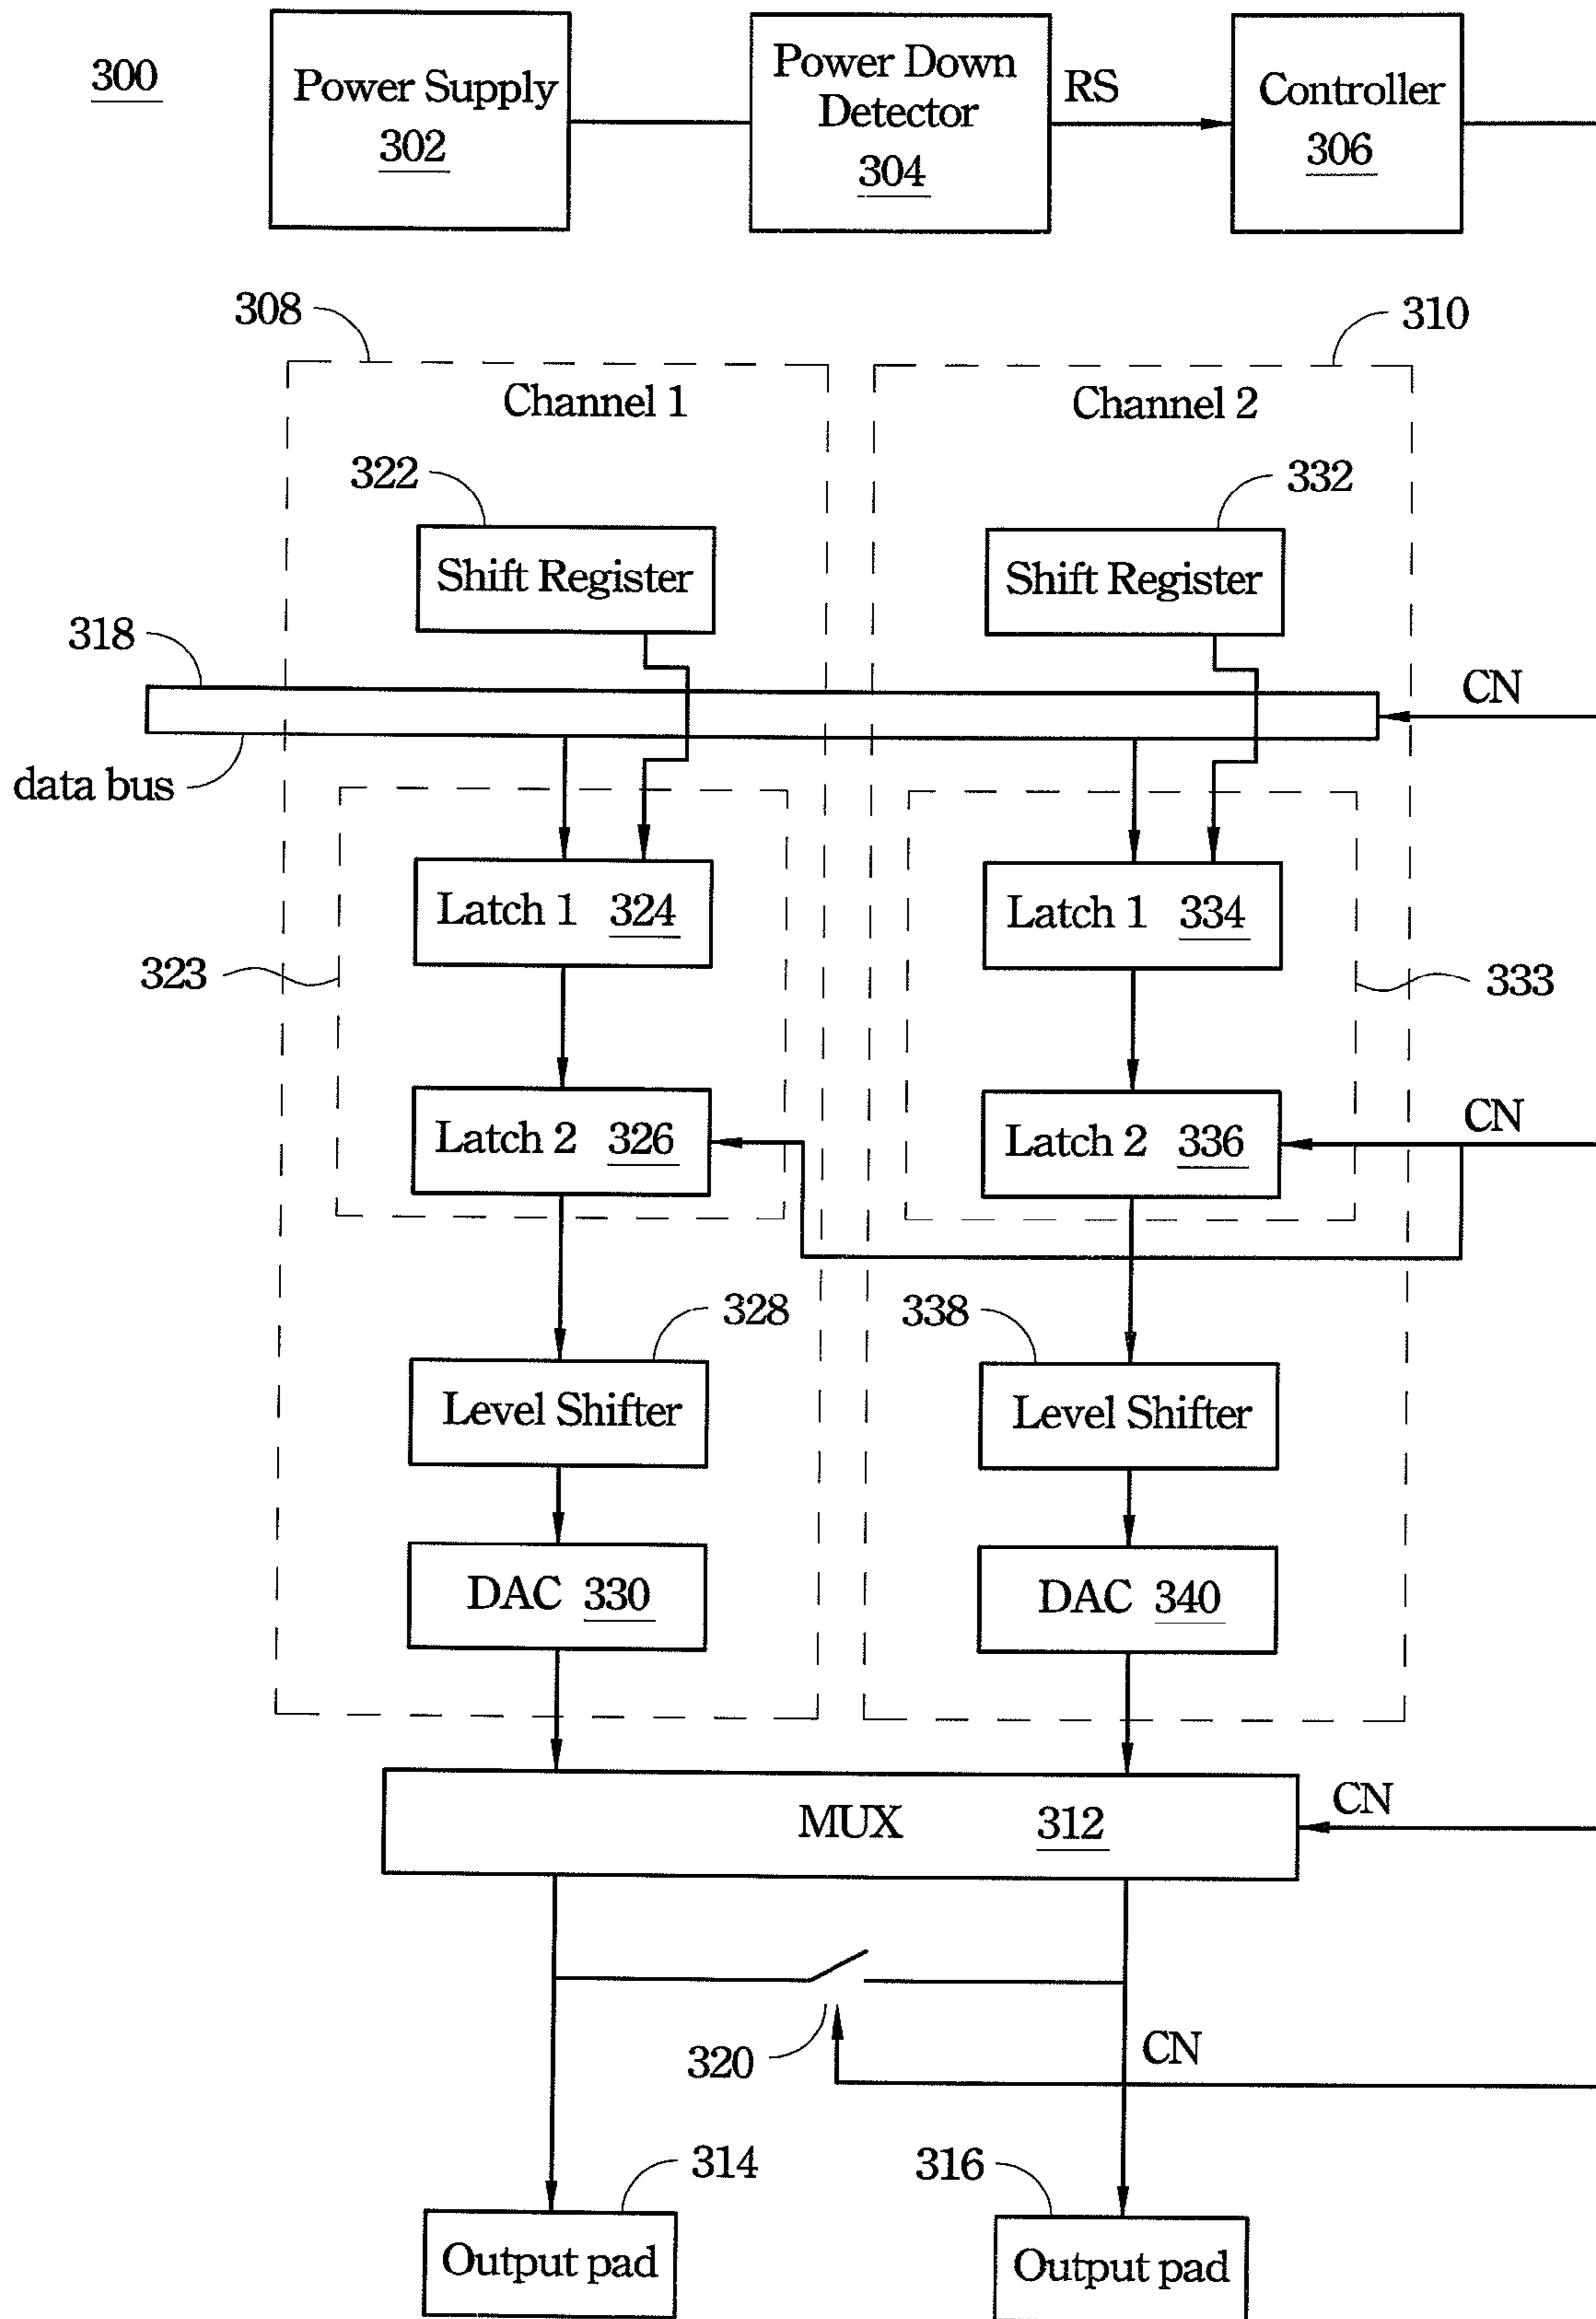 300
Power Supply
302
Power Down
Detector
304
RS
Controller
306
308
310
Channel 1
Channel 2
322
332
Shift Register
Shift Register
318
CN
data bus
Latch 1 324
Latch 1 334
323
333
Latch 2 326
Latch 2 336
CN
328
338
Level Shifter
Level Shifter
DAC 330
DAC 340
MUX 312
CN
320
CN
314
316
Output pad
Output pad